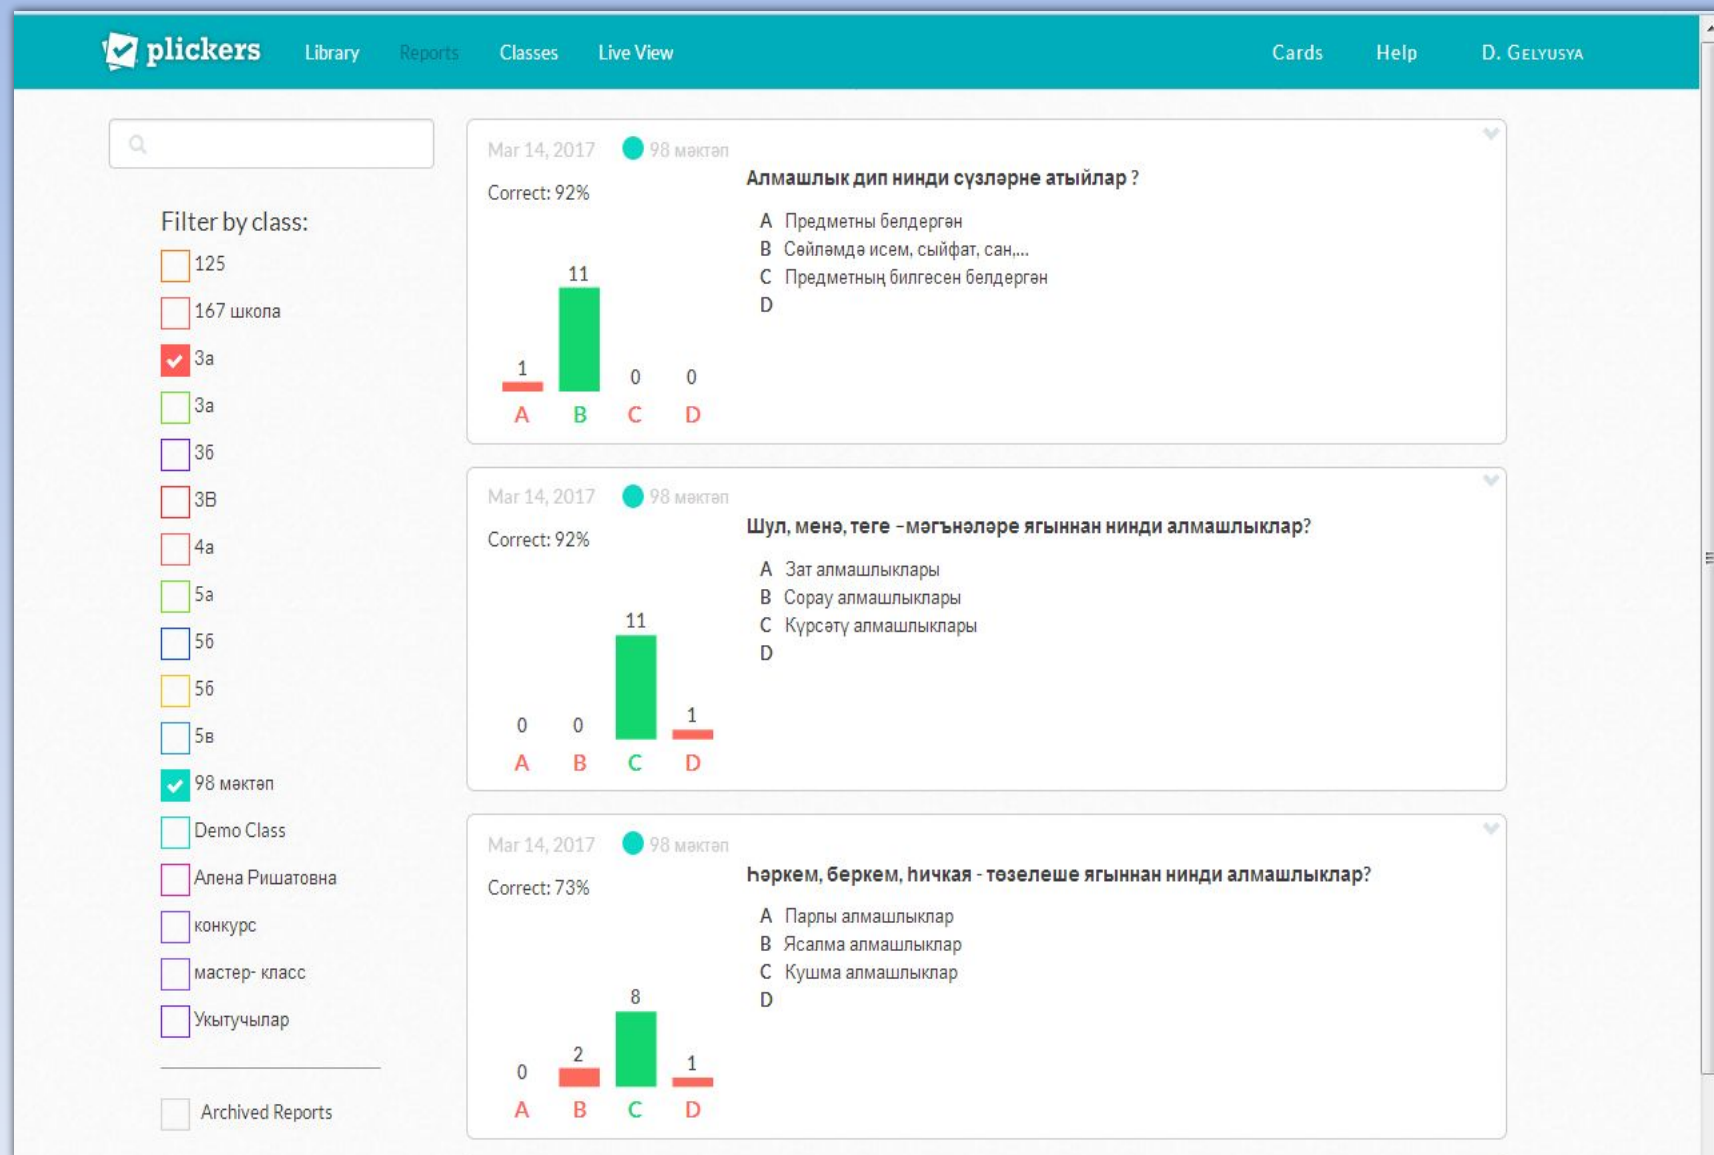 plickers Library Reports Classes Live View Cards Help D. Gelyusya
Filter by class:
125
167 школа
3а
3а
3б
3В
4а
5а
5б
5б
5в
98 мәктәп
Demo Class
Алена Ришатовна
конкурс
мастер- класс
Укытучылар
Archived Reports
Mar 14, 2017 98 мәктәп
Correct: 92%
1 11 0 0
A B C D
Алмашлык дип нинди сүзләрне атыйлар ?
A Предметны белдергән
B Сөйләмдә исем, сыйфат, сан,...
C Предметның билгесен белдергән
D
Mar 14, 2017 98 мәктәп
Correct: 92%
0 0 11 1
A B C D
Шул, менә, теге –мәгънәләре ягыннан нинди алмашлыклар?
A Зат алмашлыклары
B Сорау алмашлыклары
C Күрсәтү алмашлыклары
D
Mar 14, 2017 98 мәктәп
Correct: 73%
0 2 8 1
A B C D
Һәркем, беркем, һичкая - төзелеше ягыннан нинди алмашлыклар?
A Парлы алмашлыклар
B Ясалма алмашлыклар
C Кушма алмашлыклар
D